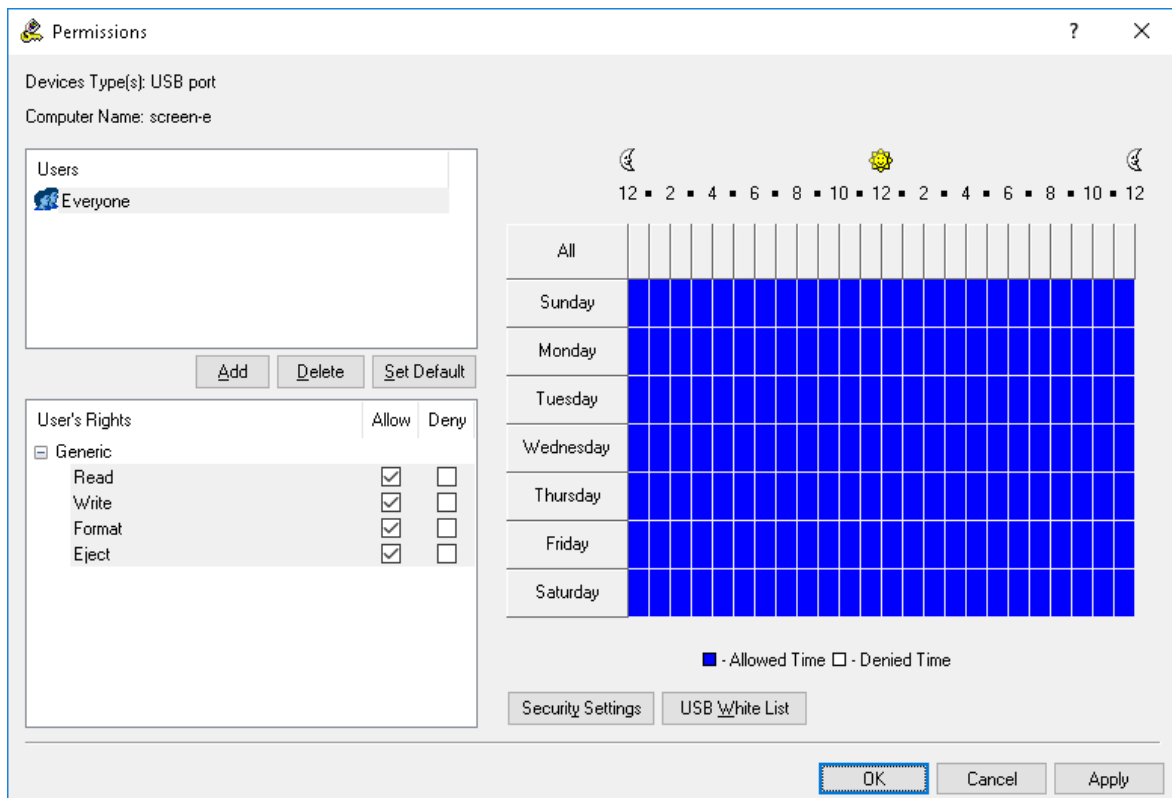 Permissions
?
Devices Type(s): USB port
Computer Name: screen-e
Users
Everyone
Add Delete Set Default
User's Rights Allow Deny
Generic
Read
Write
Format
Eject
12 ▪ 2 ▪ 4 ▪ 6 ▪ 8 ▪ 10 ▪ 12 ▪ 2 ▪ 4 ▪ 6 ▪ 8 ▪ 10 ▪ 12
All
Sunday
Monday
Tuesday
Wednesday
Thursday
Friday
Saturday
- Allowed Time - Denied Time
Security Settings USB White List
OK Cancel Apply